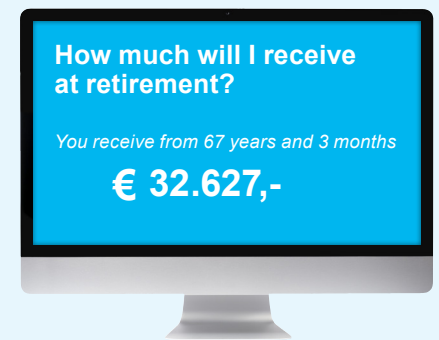 How much will I receive
at retirement?
You receive from 67 years and 3 months
€ 32.627,-